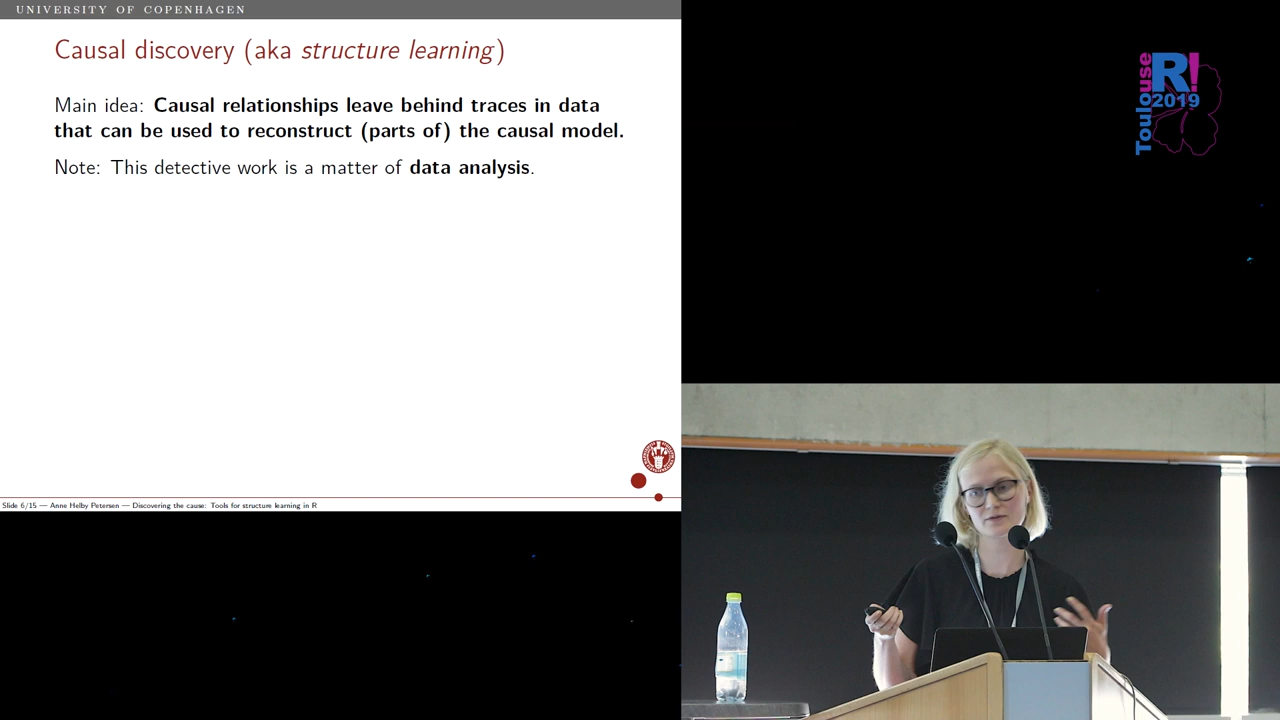 UNIVERSITY OF COPENHAGEN
Causal discovery (aka structure learning)
Main idea: Causal relationships leave behind traces in data
that can be used to reconstruct (parts of) the causal model.
Note: This detective work is a matter of data analysis.
Slide 6/15 — Anne Helby Petersen — Discovering the cause: Tools for structure learning in R
Toulouse
R!
2019